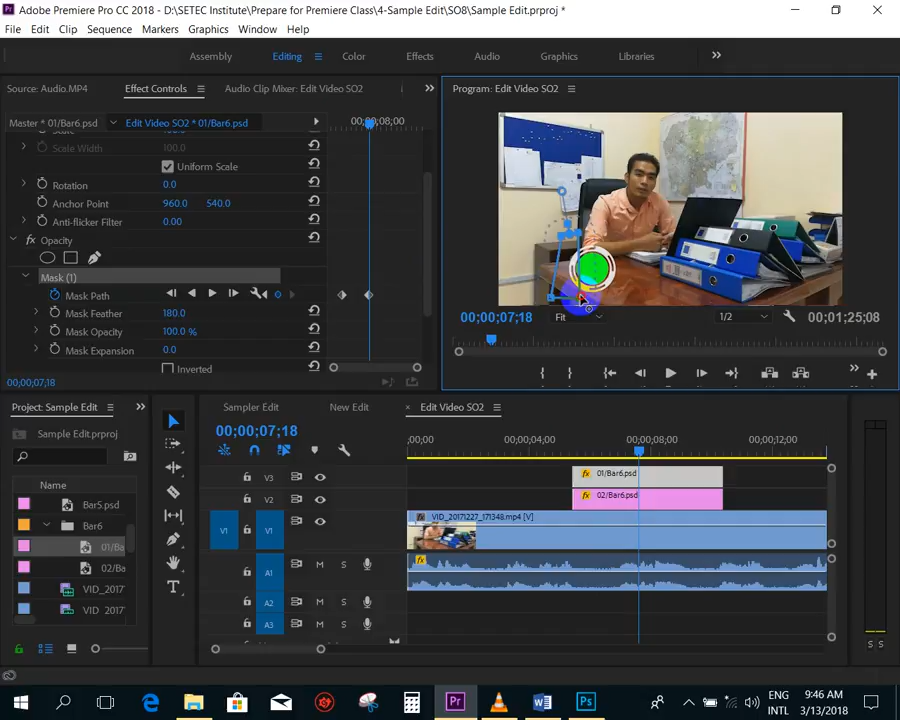 Adobe Premiere Pro CC 2018 - D:\SETEC Institute\Prepare for Premiere Class\4-Sample Edit\SO8\Sample Edit.prproj *
File Edit Clip Sequence Markers Graphics Window Help
Assembly Editing Color Effects Audio Graphics Libraries
Source: Audio.MP4 Effect Controls Audio Clip Mixer: Edit Video SO2
Program: Edit Video SO2
Master * 01/Bar6.psd Edit Video SO2 * 01/Bar6.psd
00;00;08;00
Scale Width 100.0
Uniform Scale
Rotation 0.0
Anchor Point 960.0 540.0
Anti-flicker Filter 0.00
fx Opacity
Mask (1)
Mask Path
Mask Feather 180.0
Mask Opacity 100.0 %
Mask Expansion 0.0
Inverted
00;00;07;18
00;00;07;18 Fit 1/2 00;01;25;08
Project: Sample Edit
Sample Edit.prproj
Name
Bar5.psd
Bar6
01/Ba
02/Ba
VID_2017
VID_2017
Sampler Edit New Edit Edit Video SO2
00;00;07;18
;00;00 00;00;04;00 00;00;08;00 00;00;12;00
V3 fx 01/Bar6.psd
V2 fx 02/Bar6.psd
V1 V1 fx VID_20171227_171348.mp4 [V]
A1 M S fx
A2 M S
A3 M S
S S
ENG
INTL
9:46 AM
3/13/2018